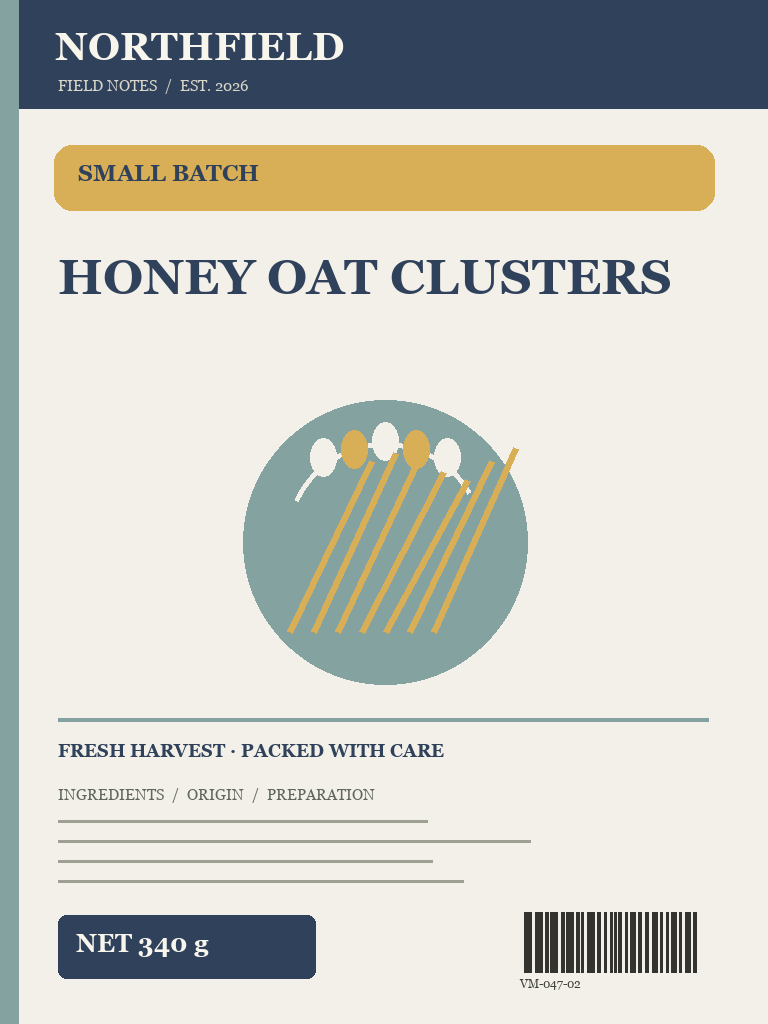 NORTHFIELD
FIELD NOTES / EST. 2026
SMALL BATCH
HONEY OAT CLUSTERS
FRESH HARVEST · PACKED WITH CARE
INGREDIENTS / ORIGIN / PREPARATION
NET 340 g
VM-047-02